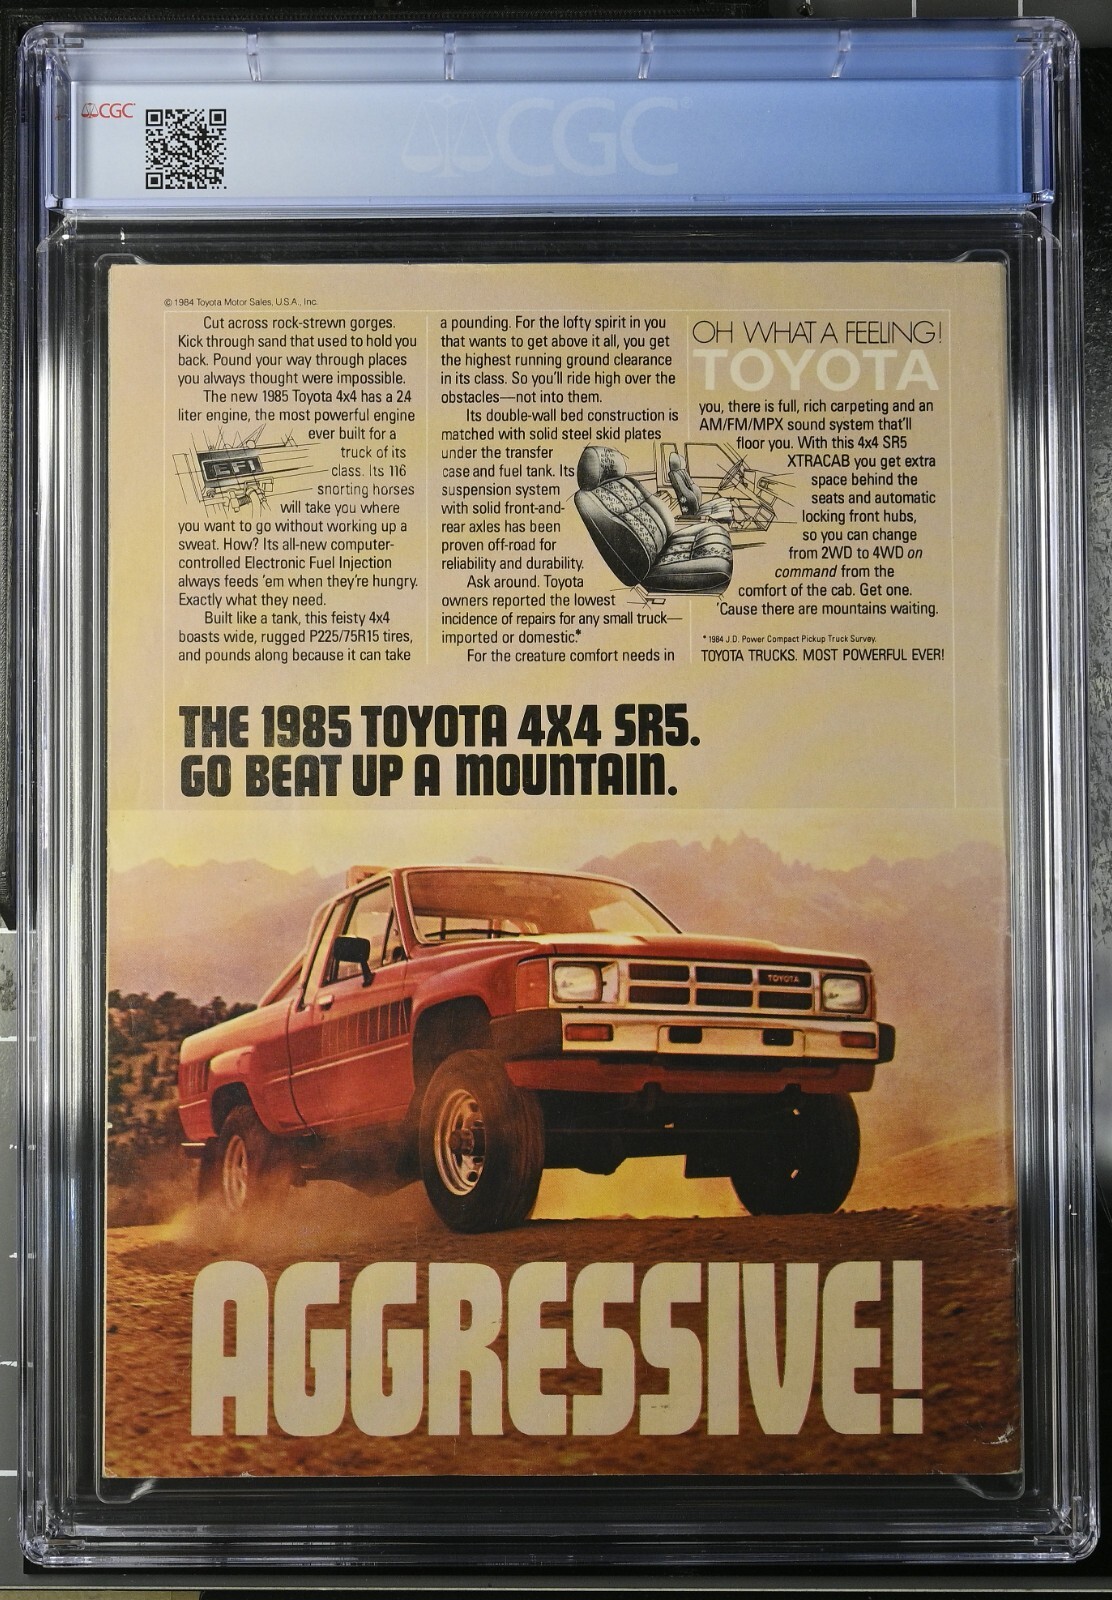 CGC
CGC
© 1984 Toyota Motor Sales, U.S.A., Inc.
Cut across rock-strewn gorges.
Kick through sand that used to hold you
back. Pound your way through places
you always thought were impossible.
The new 1985 Toyota 4x4 has a 2.4
liter engine, the most powerful engine
ever built for a
truck of its
class. Its 116
snorting horses
will take you where
you want to go without working up a
sweat. How? Its all-new computer-
controlled Electronic Fuel Injection
always feeds 'em when they're hungry.
Exactly what they need.
Built like a tank, this feisty 4x4
boasts wide, rugged P225/75R15 tires,
and pounds along because it can take
EFI
a pounding. For the lofty spirit in you
that wants to get above it all, you get
the highest running ground clearance
in its class. So you'll ride high over the
obstacles—not into them.
Its double-wall bed construction is
matched with solid steel skid plates
under the transfer
case and fuel tank. Its
suspension system
with solid front-and-
rear axles has been
proven off-road for
reliability and durability.
Ask around. Toyota
owners reported the lowest
incidence of repairs for any small truck—
imported or domestic.*
For the creature comfort needs in
OH WHAT A FEELING!
TOYOTA
you, there is full, rich carpeting and an
AM/FM/MPX sound system that'll
floor you. With this 4x4 SR5
XTRACAB you get extra
space behind the
seats and automatic
locking front hubs,
so you can change
from 2WD to 4WD on
command from the
comfort of the cab. Get one.
'Cause there are mountains waiting.
*1984 J.D. Power Compact Pickup Truck Survey.
TOYOTA TRUCKS. MOST POWERFUL EVER!
THE 1985 TOYOTA 4X4 SR5.
GO BEAT UP A MOUNTAIN.
TOYOTA
AGGRESSIVE!